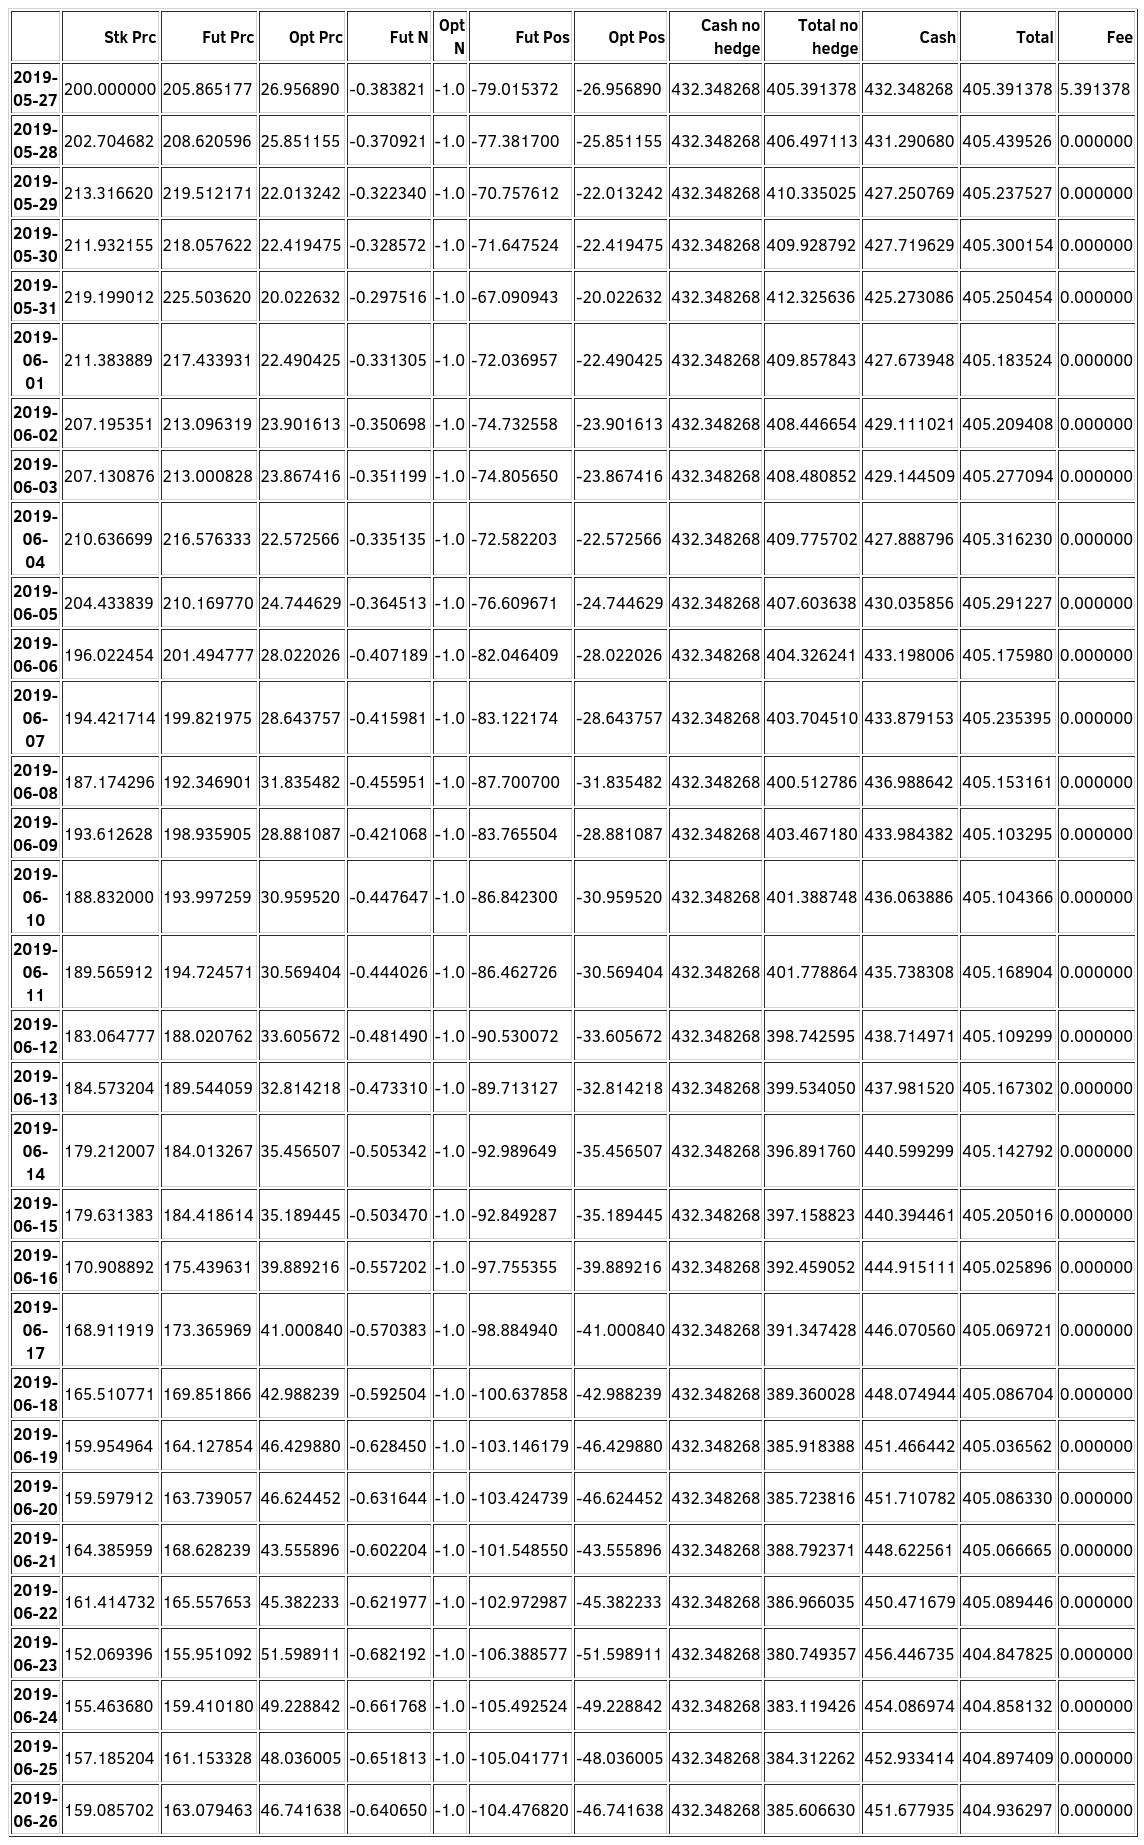 Stk Prc Fut Prc Opt Prc Fut N Opt N Fut Pos Opt Pos Cash no hedge Total no hedge Cash Total Fee
2019-05-27 200.000000 205.865177 26.956890 -0.383821 -1.0 -79.015372 -26.956890 432.348268 405.391378 432.348268 405.391378 5.391378
2019-05-28 202.704682 208.620596 25.851155 -0.370921 -1.0 -77.381700 -25.851155 432.348268 406.497113 431.290680 405.439526 0.000000
2019-05-29 213.316620 219.512171 22.013242 -0.322340 -1.0 -70.757612 -22.013242 432.348268 410.335025 427.250769 405.237527 0.000000
2019-05-30 211.932155 218.057622 22.419475 -0.328572 -1.0 -71.647524 -22.419475 432.348268 409.928792 427.719629 405.300154 0.000000
2019-05-31 219.199012 225.503620 20.022632 -0.297516 -1.0 -67.090943 -20.022632 432.348268 412.325636 425.273086 405.250454 0.000000
2019-06-01 211.383889 217.433931 22.490425 -0.331305 -1.0 -72.036957 -22.490425 432.348268 409.857843 427.673948 405.183524 0.000000
2019-06-02 207.195351 213.096319 23.901613 -0.350698 -1.0 -74.732558 -23.901613 432.348268 408.446654 429.111021 405.209408 0.000000
2019-06-03 207.130876 213.000828 23.867416 -0.351199 -1.0 -74.805650 -23.867416 432.348268 408.480852 429.144509 405.277094 0.000000
2019-06-04 210.636699 216.576333 22.572566 -0.335135 -1.0 -72.582203 -22.572566 432.348268 409.775702 427.888796 405.316230 0.000000
2019-06-05 204.433839 210.169770 24.744629 -0.364513 -1.0 -76.609671 -24.744629 432.348268 407.603638 430.035856 405.291227 0.000000
2019-06-06 196.022454 201.494777 28.022026 -0.407189 -1.0 -82.046409 -28.022026 432.348268 404.326241 433.198006 405.175980 0.000000
2019-06-07 194.421714 199.821975 28.643757 -0.415981 -1.0 -83.122174 -28.643757 432.348268 403.704510 433.879153 405.235395 0.000000
2019-06-08 187.174296 192.346901 31.835482 -0.455951 -1.0 -87.700700 -31.835482 432.348268 400.512786 436.988642 405.153161 0.000000
2019-06-09 193.612628 198.935905 28.881087 -0.421068 -1.0 -83.765504 -28.881087 432.348268 403.467180 433.984382 405.103295 0.000000
2019-06-10 188.832000 193.997259 30.959520 -0.447647 -1.0 -86.842300 -30.959520 432.348268 401.388748 436.063886 405.104366 0.000000
2019-06-11 189.565912 194.724571 30.569404 -0.444026 -1.0 -86.462726 -30.569404 432.348268 401.778864 435.738308 405.168904 0.000000
2019-06-12 183.064777 188.020762 33.605672 -0.481490 -1.0 -90.530072 -33.605672 432.348268 398.742595 438.714971 405.109299 0.000000
2019-06-13 184.573204 189.544059 32.814218 -0.473310 -1.0 -89.713127 -32.814218 432.348268 399.534050 437.981520 405.167302 0.000000
2019-06-14 179.212007 184.013267 35.456507 -0.505342 -1.0 -92.989649 -35.456507 432.348268 396.891760 440.599299 405.142792 0.000000
2019-06-15 179.631383 184.418614 35.189445 -0.503470 -1.0 -92.849287 -35.189445 432.348268 397.158823 440.394461 405.205016 0.000000
2019-06-16 170.908892 175.439631 39.889216 -0.557202 -1.0 -97.755355 -39.889216 432.348268 392.459052 444.915111 405.025896 0.000000
2019-06-17 168.911919 173.365969 41.000840 -0.570383 -1.0 -98.884940 -41.000840 432.348268 391.347428 446.070560 405.069721 0.000000
2019-06-18 165.510771 169.851866 42.988239 -0.592504 -1.0 -100.637858 -42.988239 432.348268 389.360028 448.074944 405.086704 0.000000
2019-06-19 159.954964 164.127854 46.429880 -0.628450 -1.0 -103.146179 -46.429880 432.348268 385.918388 451.466442 405.036562 0.000000
2019-06-20 159.597912 163.739057 46.624452 -0.631644 -1.0 -103.424739 -46.624452 432.348268 385.723816 451.710782 405.086330 0.000000
2019-06-21 164.385959 168.628239 43.555896 -0.602204 -1.0 -101.548550 -43.555896 432.348268 388.792371 448.622561 405.066665 0.000000
2019-06-22 161.414732 165.557653 45.382233 -0.621977 -1.0 -102.972987 -45.382233 432.348268 386.966035 450.471679 405.089446 0.000000
2019-06-23 152.069396 155.951092 51.598911 -0.682192 -1.0 -106.388577 -51.598911 432.348268 380.749357 456.446735 404.847825 0.000000
2019-06-24 155.463680 159.410180 49.228842 -0.661768 -1.0 -105.492524 -49.228842 432.348268 383.119426 454.086974 404.858132 0.000000
2019-06-25 157.185204 161.153328 48.036005 -0.651813 -1.0 -105.041771 -48.036005 432.348268 384.312262 452.933414 404.897409 0.000000
2019-06-26 159.085702 163.079463 46.741638 -0.640650 -1.0 -104.476820 -46.741638 432.348268 385.606630 451.677935 404.936297 0.000000